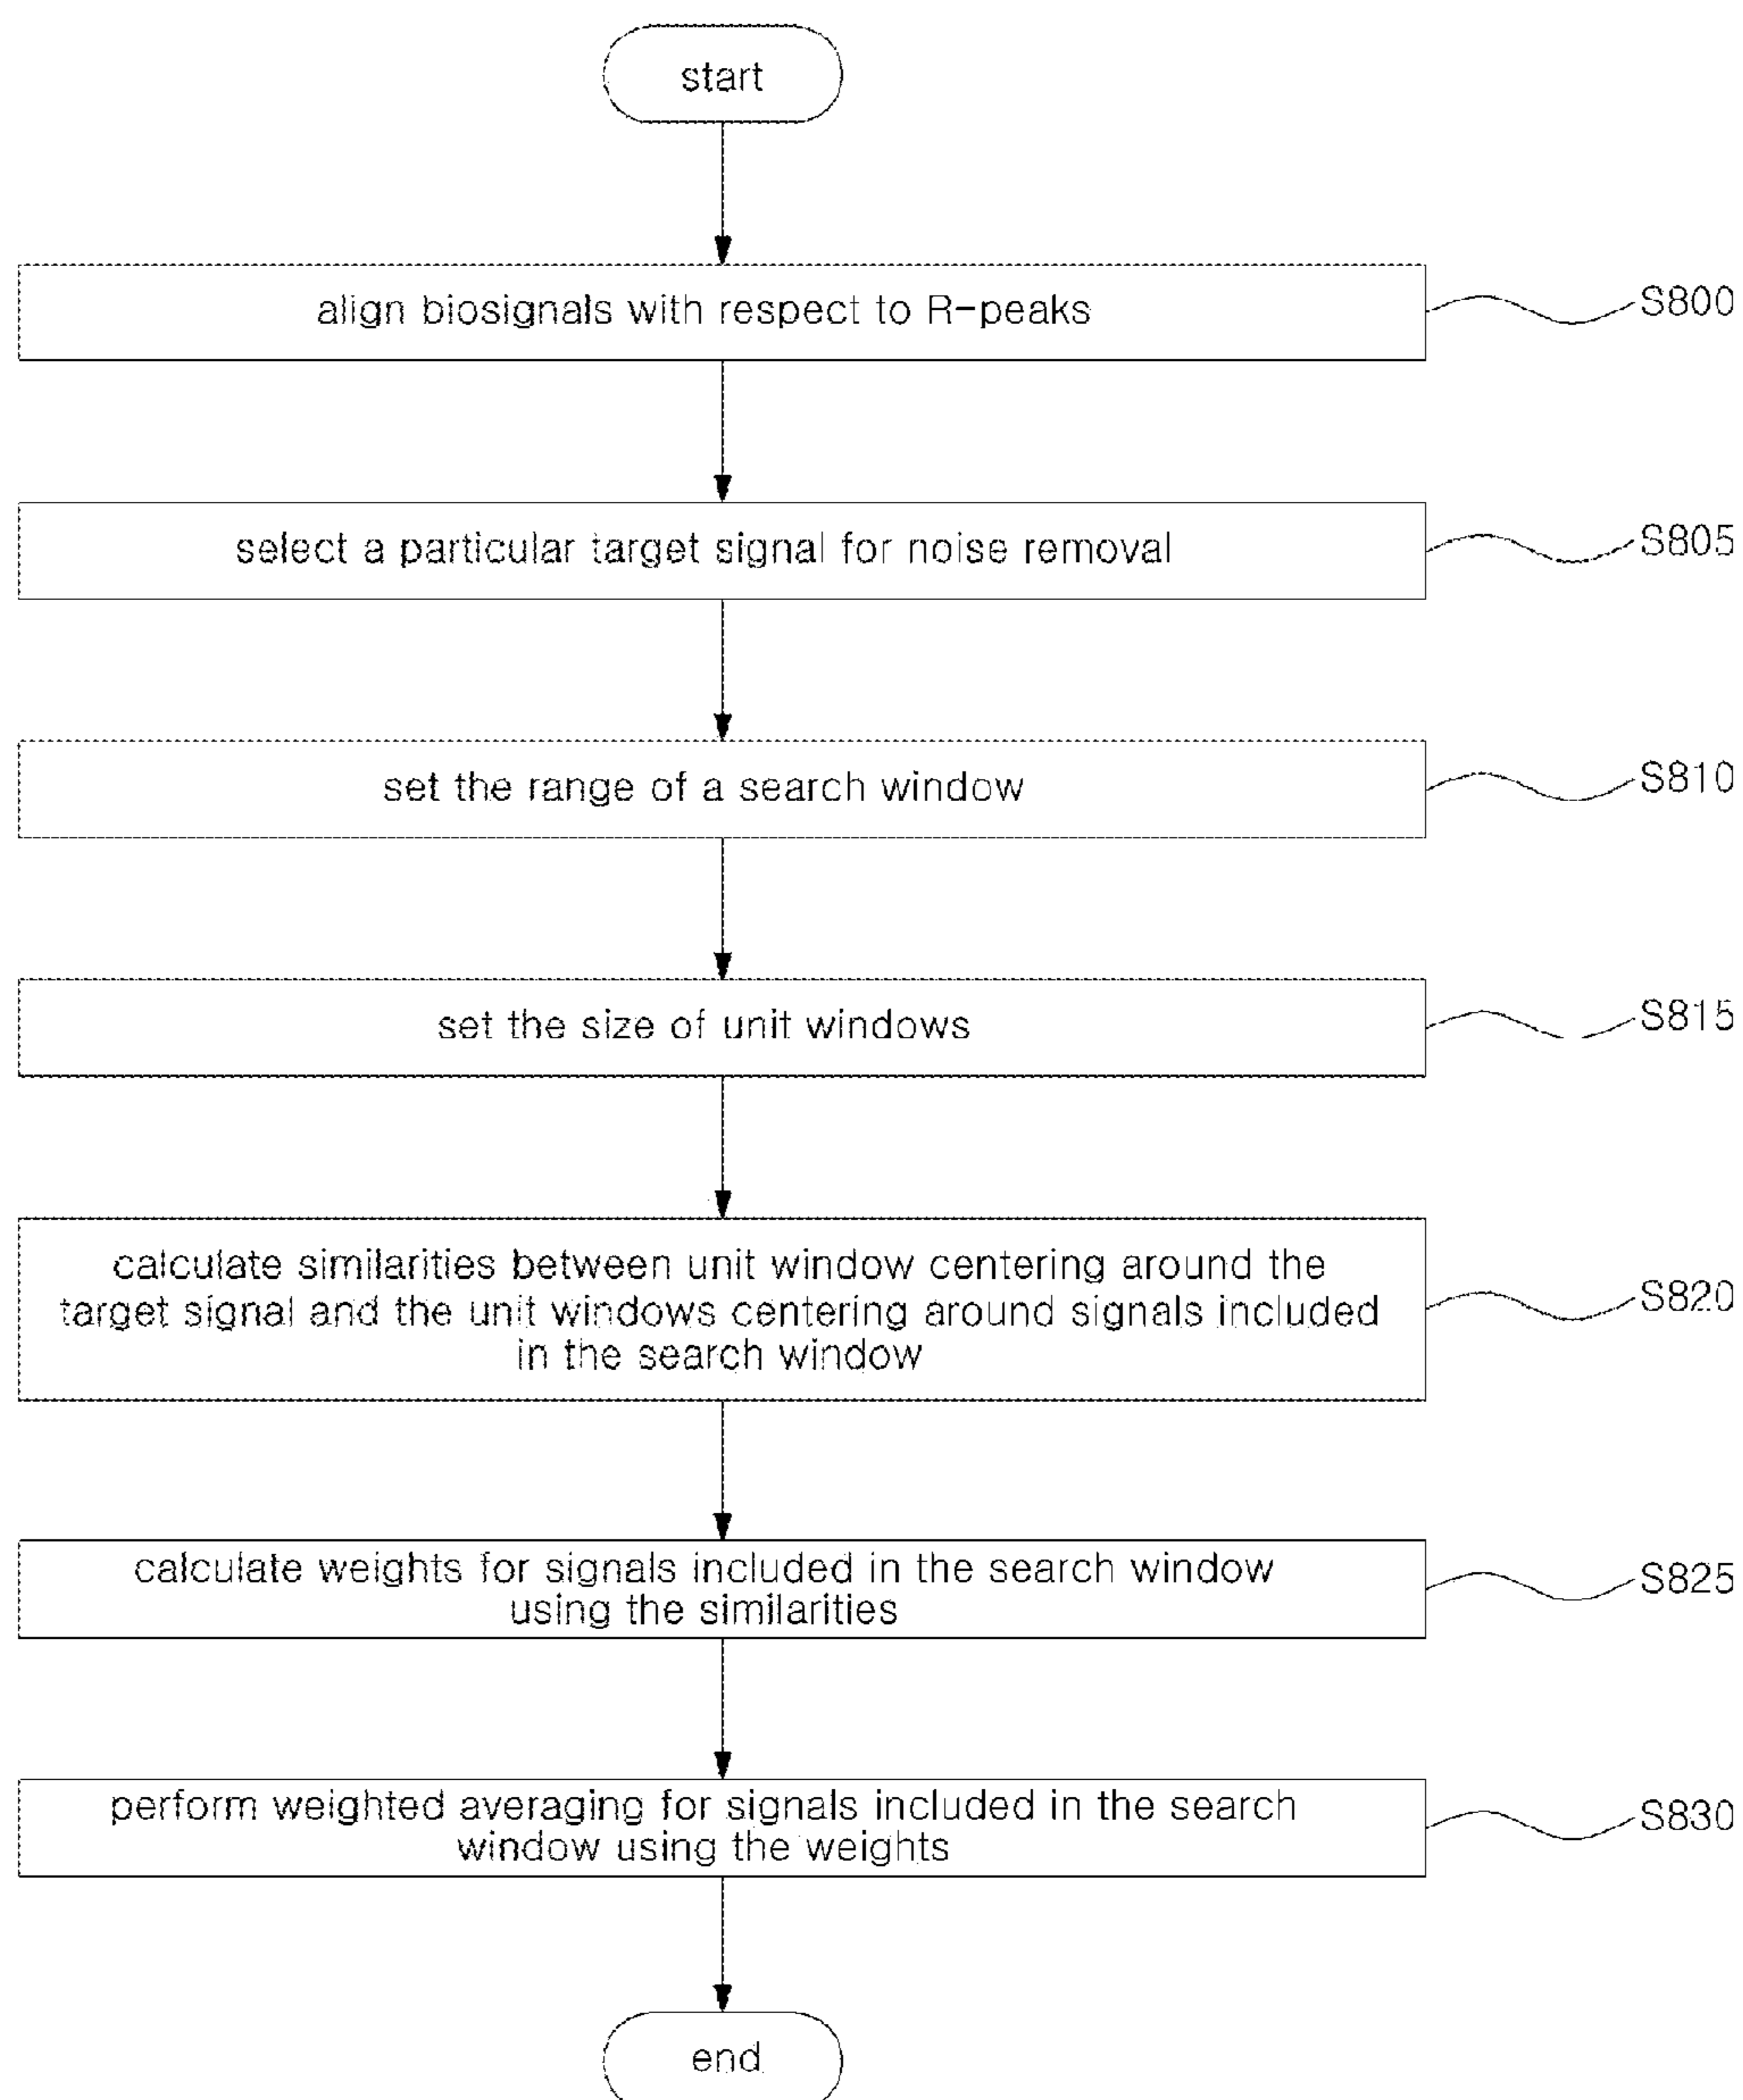 start
align biosignals with respect to R-peaks
S800
select a particular target signal for noise removal
S805
set the range of a search window
S810
set the size of unit windows
S815
calculate similarities between unit window centering around the
target signal and the unit windows centering around signals included
in the search window
S820
calculate weights for signals included in the search window
using the similarities
S825
perform weighted averaging for signals included in the search
window using the weights
S830
end